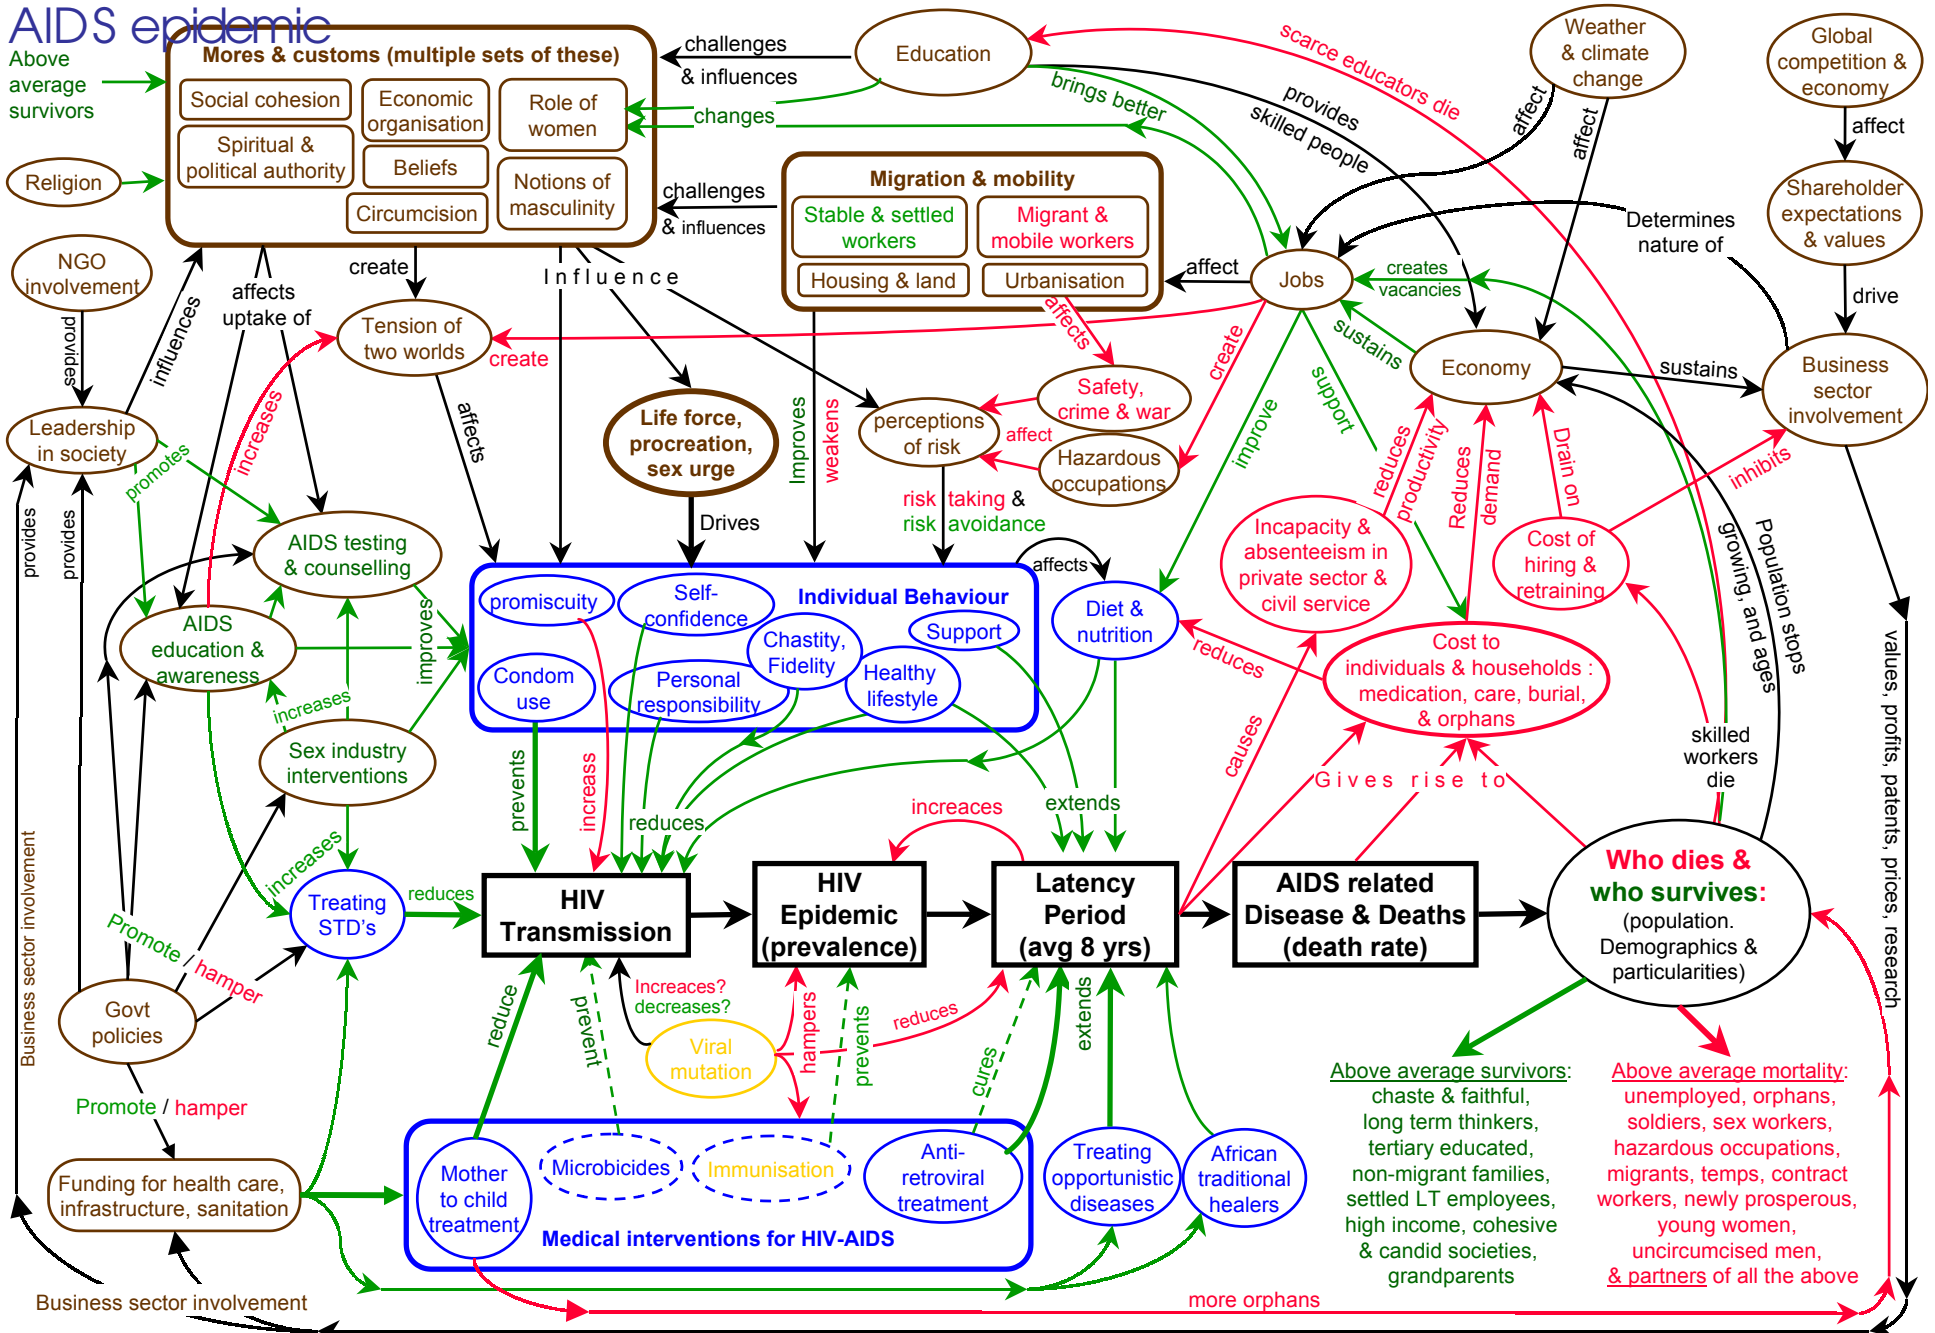 AIDS epidemic
Above
average
survivors
Mores & customs (multiple sets of these)
Social cohesion
Economic
organisation
Role of
women
Spiritual &
political authority
Beliefs
Notions of
masculinity
Circumcision
Religion
challenges
& influences
Education
changes
brings better
provides
skilled people
scarce educators die
Weather
& climate
change
affect
affect
Global
competition &
economy
affect
Shareholder
expectations
& values
drive
Business
sector
involvement
Determines
nature of
Migration & mobility
Stable & settled
workers
Migrant &
mobile workers
Housing & land
Urbanisation
challenges
& influences
affect
Jobs
creates
vacancies
NGO
involvement
provides
influences
affects
uptake of
create
Influence
Tension of
two worlds
create
affects
Safety,
crime & war
create
sustains
Economy
sustains
Leadership
in society
promotes
increases
affects
Life force,
procreation,
sex urge
Drives
Improves
weakens
perceptions
of risk
affect
Hazardous
occupations
risk taking &
risk avoidance
improve
support
reduces
productivity
Reduces
demand
Drain on
inhibits
provides
provides
AIDS testing
& counselling
AIDS
education &
awareness
improves
increases
Sex industry
interventions
increases
Individual Behaviour
promiscuity
Self-
confidence
Chastity,
Fidelity
Support
Condom
use
Personal
responsibility
Healthy
lifestyle
affects
Diet &
nutrition
reduces
Incapacity &
absenteeism in
private sector &
civil service
Cost of
hiring &
retraining
Cost to
individuals & households :
medication, care, burial,
& orphans
Population stops
growing, and ages
skilled
workers
die
causes
Gives rise to
values, profits, patents, prices, research
prevents
increass
reduces
increaces
extends
Treating
STD's
reduces
HIV
Transmission
HIV
Epidemic
(prevalence)
Latency
Period
(avg 8 yrs)
AIDS related
Disease & Deaths
(death rate)
Who dies &
who survives:
(population.
Demographics &
particularities)
Business sector involvement
Promote / hamper
Govt
policies
Promote / hamper
Funding for health care,
infrastructure, sanitation
Business sector involvement
reduce
prevent
Increaces?
decreases?
Viral
mutation
hampers
prevents
reduces
cures
extends
Mother
to child
treatment
Microbicides
Immunisation
Anti-
retroviral
treatment
Medical interventions for HIV-AIDS
Treating
opportunistic
diseases
African
traditional
healers
more orphans
Above average survivors:
chaste & faithful,
long term thinkers,
tertiary educated,
non-migrant families,
settled LT employees,
high income, cohesive
& candid societies,
grandparents
Above average mortality:
unemployed, orphans,
soldiers, sex workers,
hazardous occupations,
migrants, temps, contract
workers, newly prosperous,
young women,
uncircumcised men,
& partners of all the above